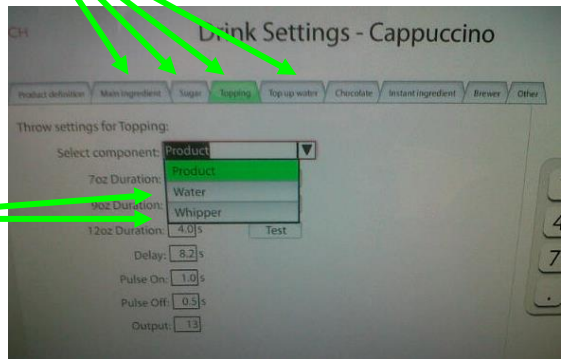 CH
Drink Settings - Cappuccino
Product definition Main ingredient Sugar Topping Top up water Chocolate Instant ingredient Brewer Other
Throw settings for Topping:
Select component: Product
7oz Duration: Product
Water
9oz Duration:
Whipper
12oz Duration: 4.0 s Test
Delay: 8.2 s
Pulse On: 1.0 s
Pulse Off: 0.5 s
Output: 13
4
7
.